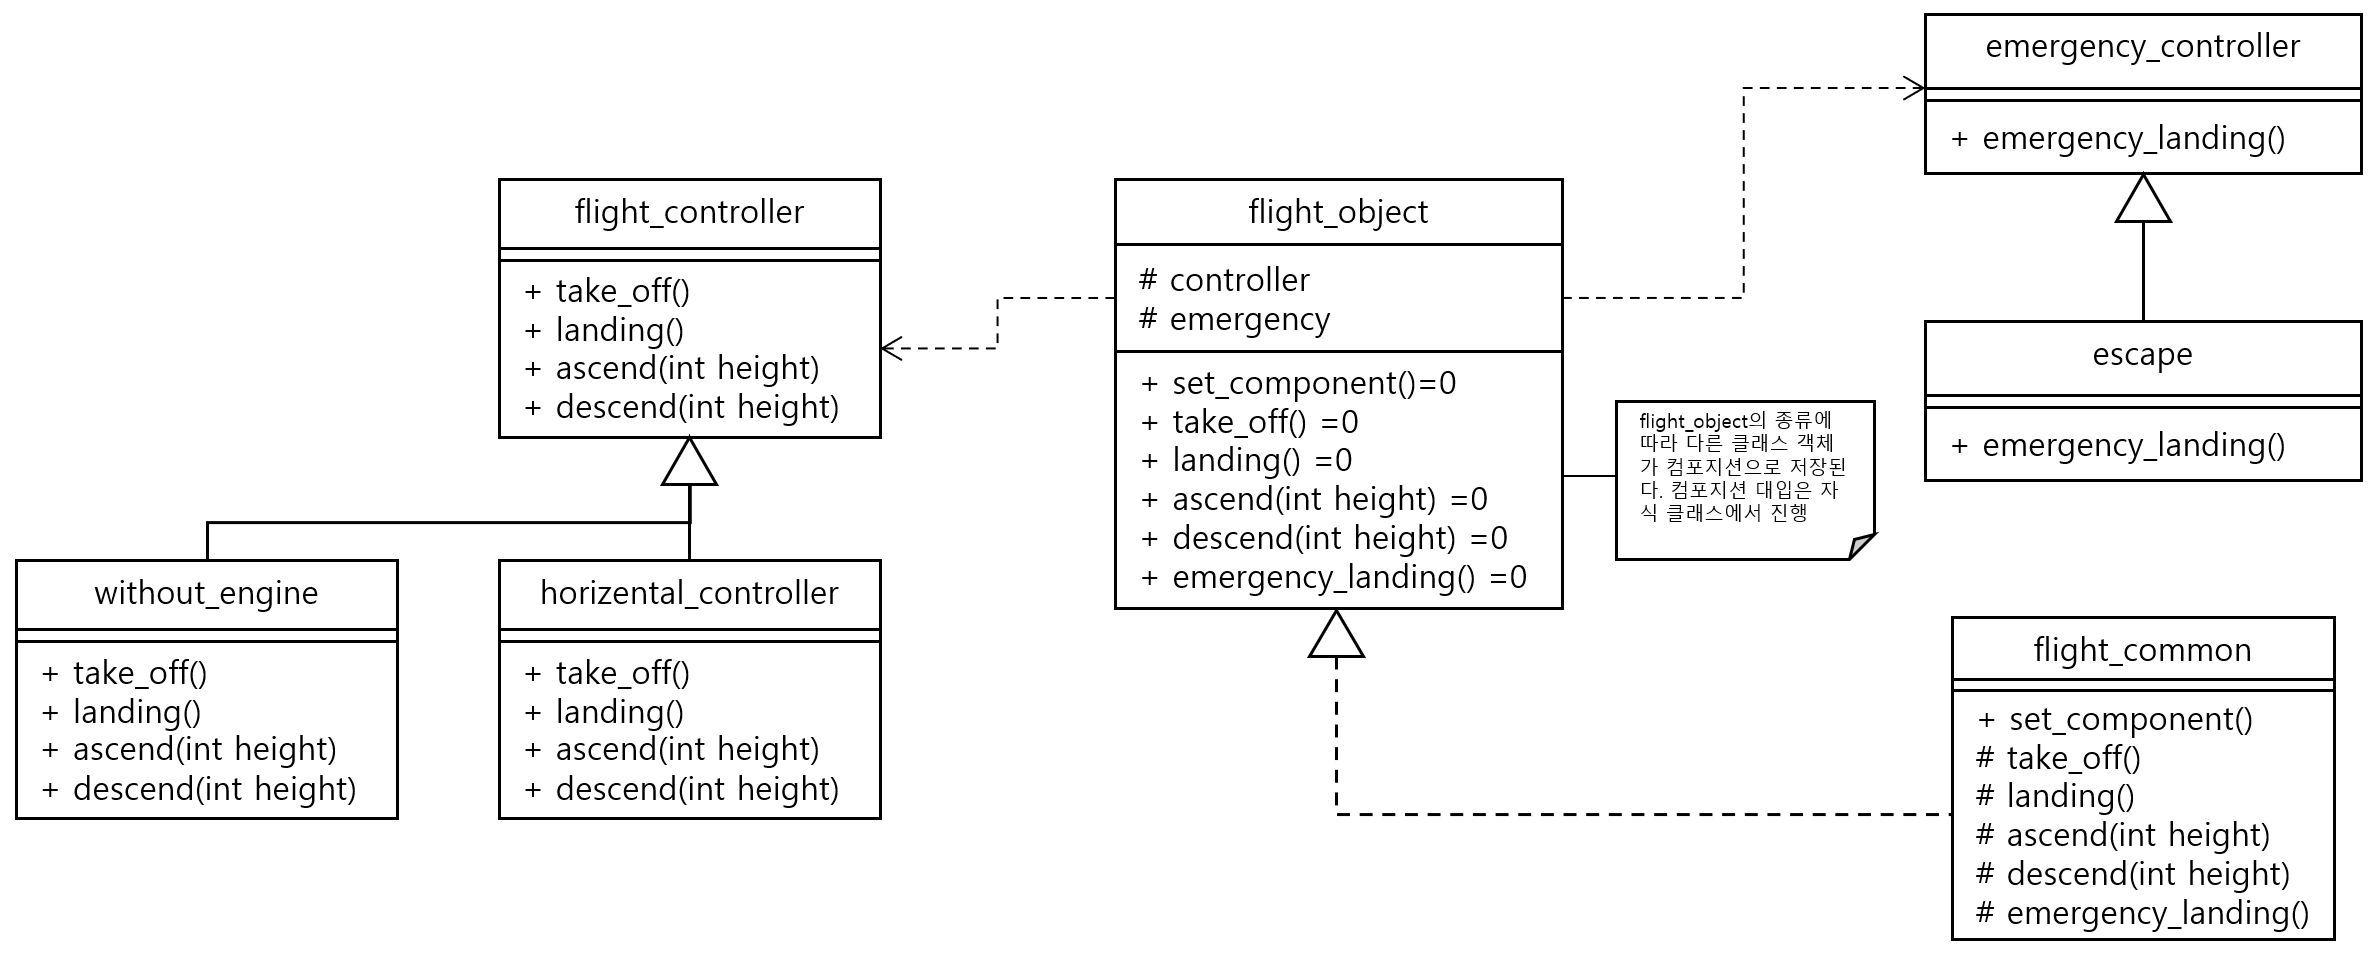 emergency_controller
+ emergency_landing()
flight_controller
+ take_off()
+ landing()
+ ascend(int height)
+ descend(int height)
flight_object
# controller
# emergency
+ set_component()=0
+ take_off() =0
+ landing() =0
+ ascend(int height) =0
+ descend(int height) =0
+ emergency_landing() =0
flight_object의 종류에
따라 다른 클래스 객체
가 컴포지션으로 저장된
다. 컴포지션 대입은 자
식 클래스에서 진행
escape
+ emergency_landing()
without_engine
+ take_off()
+ landing()
+ ascend(int height)
+ descend(int height)
horizental_controller
+ take_off()
+ landing()
+ ascend(int height)
+ descend(int height)
flight_common
+ set_component()
# take_off()
# landing()
# ascend(int height)
# descend(int height)
# emergency_landing()